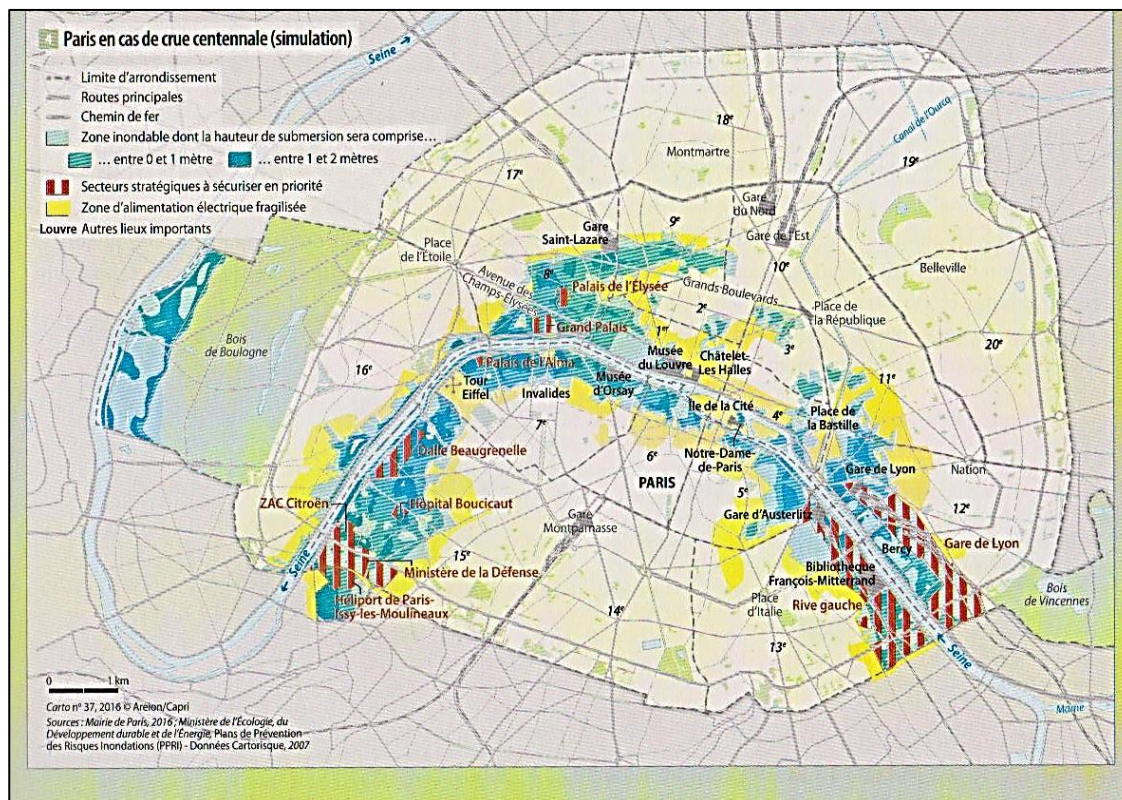 4 Paris en cas de crue centennale (simulation)
Limite d'arrondissement
Routes principales
Chemin de fer
Zone inondable dont la hauteur de submersion sera comprise…
… entre 0 et 1 mètre
… entre 1 et 2 mètres
Secteurs stratégiques à sécuriser en priorité
Zone d'alimentation électrique fragilisée
Louvre Autres lieux importants
Seine
Canal de l'Ourcq
18e
Montmartre
19e
17e
Gare
du Nord
Gare
Saint-Lazare
9e
Gare de l'Est
Place
de l'Étoile
10e
8e
Belleville
Avenue des
Champs-Élysées
Palais de l'Élysée
Grands Boulevards
2e
Place de
la République
Grand Palais
1er
Bois
de Boulogne
3e
20e
Musée
du Louvre
Châtelet-
Les Halles
16e
Palais de l'Alma
Tour
Eiffel
Invalides
Musée
d'Orsay
11e
Île de la Cité
4e
Place de
la Bastille
7e
Dalle Beaugrenelle
6e
Notre-Dame-
de-Paris
PARIS
Gare de Lyon
Nation
5e
ZAC Citroën
Hôpital Boucicaut
Gare
Montparnasse
Gare d'Austerlitz
12e
15e
Bercy
Gare de Lyon
Seine
Ministère de la Défense
Bibliothèque
François-Mitterrand
Héliport de Paris-
Issy-les-Moulineaux
14e
Place
d'Italie
Rive gauche
Bois
de Vincennes
13e
Seine
Marne
0 1 km
Carto n° 37, 2016 © Areion/Capri
Sources : Mairie de Paris, 2016 ; Ministère de l'Écologie, du
Développement durable et de l'Énergie, Plans de Prévention
des Risques Inondations (PPRI) - Données Cartorisque, 2007